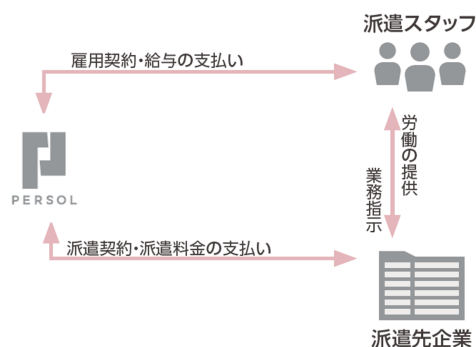 派遣スタッフ
雇用契約・給与の支払い
PERSOL
労働の提供
業務指示
派遣契約・派遣料金の支払い
派遣先企業